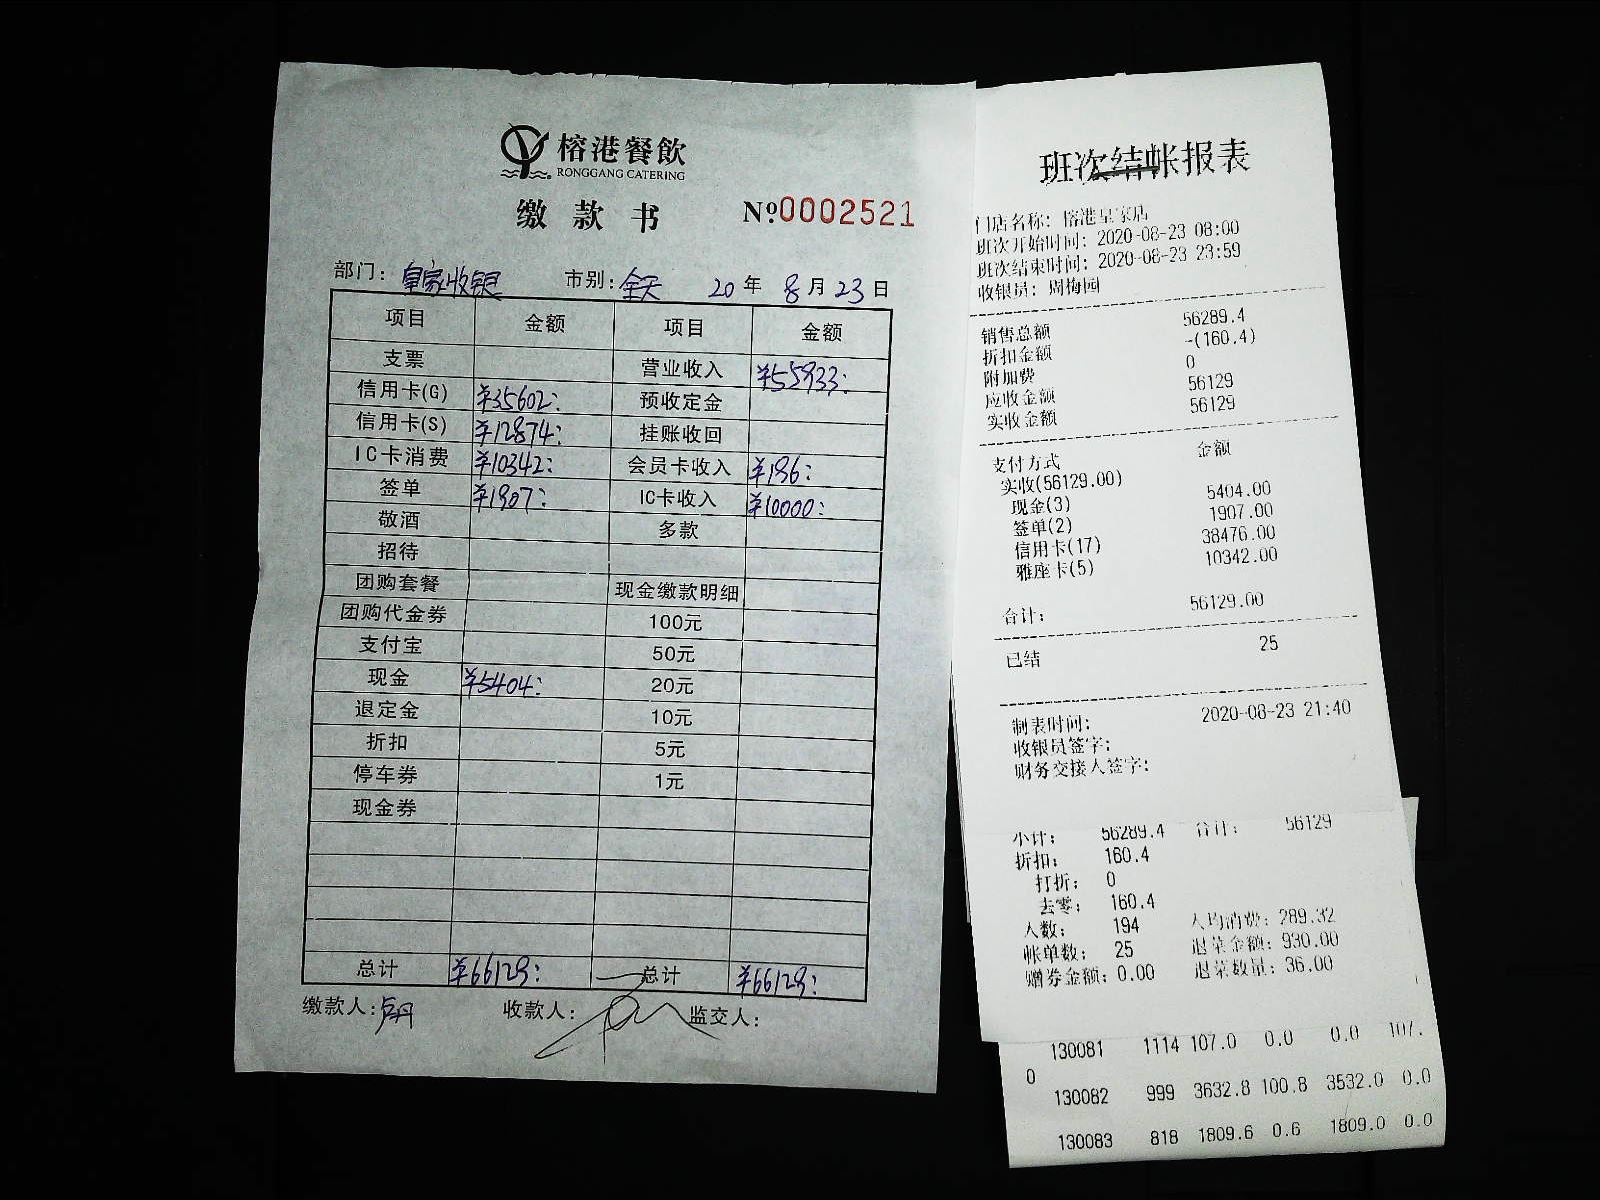 榕港餐飲
RONGGANG CATERING
缴款书 №0002521
部门：皇家收银 市别：全天 20年8月23日
项目 金额 项目 金额
支票 营业收入 ¥55933：
信用卡(G) ¥35602： 预收定金
信用卡(S) ¥12874： 挂账收回
IC卡消费 ¥10342： 会员卡收入 ¥196：
签单 ¥1907： IC卡收入 ¥10000：
敬酒 多款
招待
团购套餐 现金缴款明细
团购代金券 100元
支付宝 50元
现金 ¥5404： 20元
退定金 10元
折扣 5元
停车券 1元
现金券
总计 ¥66129： 总计 ¥66129：
缴款人：卢丹 收款人： 监交人：
班次结帐报表
门店名称：榕港皇家店
班次开始时间：2020-08-23 08:00
班次结束时间：2020-08-23 23:59
收银员：周梅园
销售总额 56289.4
折扣金额 -(160.4)
附加费 0
应收金额 56129
实收金额 56129
支付方式 金额
实收(56129.00)
现金(3) 5404.00
签单(2) 1907.00
信用卡(17) 38476.00
雅座卡(5) 10342.00
合计： 56129.00
已结 25
制表时间： 2020-08-23 21:40
收银员签字：
财务交接人签字：
小计： 56289.4 合计： 56129
折扣： 160.4
打折： 0
去零： 160.4
人数： 194 人均消费：289.32
帐单数： 25 退菜金额：930.00
赠券金额：0.00 退菜数量：36.00
130081 1114 107.0 0.0 0.0 107.
0
130082 999 3632.8 100.8 3532.0 0.0
130083 818 1809.6 0.6 1809.0 0.0